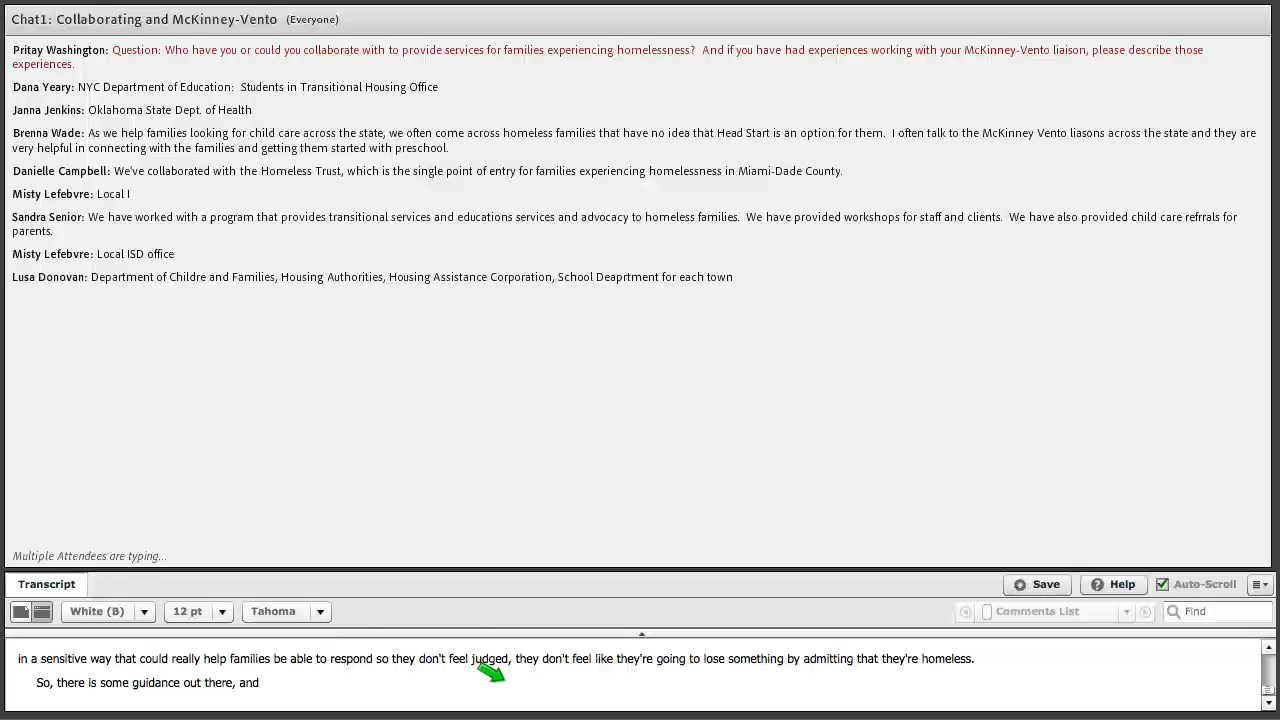 Chat1: Collaborating and McKinney-Vento (Everyone)
Pritay Washington: Question: Who have you or could you collaborate with to provide services for families experiencing homelessness? And if you have had experiences working with your McKinney-Vento liaison, please describe those
experiences.
Dana Yeary: NYC Department of Education: Students in Transitional Housing Office
Janna Jenkins: Oklahoma State Dept. of Health
Brenna Wade: As we help families looking for child care across the state, we often come across homeless families that have no idea that Head Start is an option for them. I often talk to the McKinney Vento liasons across the state and they are
very helpful in connecting with the families and getting them started with preschool.
Danielle Campbell: We've collaborated with the Homeless Trust, which is the single point of entry for families experiencing homelessness in Miami-Dade County.
Misty Lefebvre: Local I
Sandra Senior: We have worked with a program that provides transitional services and educations services and advocacy to homeless families. We have provided workshops for staff and clients. We have also provided child care refrrals for
parents.
Misty Lefebvre: Local ISD office
Lusa Donovan: Department of Childre and Families, Housing Authorities, Housing Assistance Corporation, School Deaprtment for each town
Multiple Attendees are typing...
Transcript Save Help Auto-Scroll
White (B) 12 pt Tahoma Comments List Find
in a sensitive way that could really help families be able to respond so they don't feel judged, they don't feel like they're going to lose something by admitting that they're homeless.
So, there is some guidance out there, and